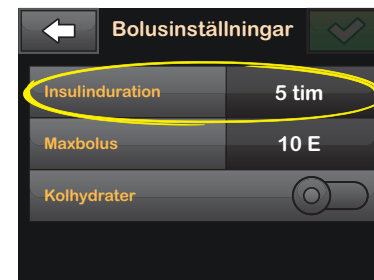 Bolusinställningar
Insulinduration 5 tim
Maxbolus 10 E
Kolhydrater